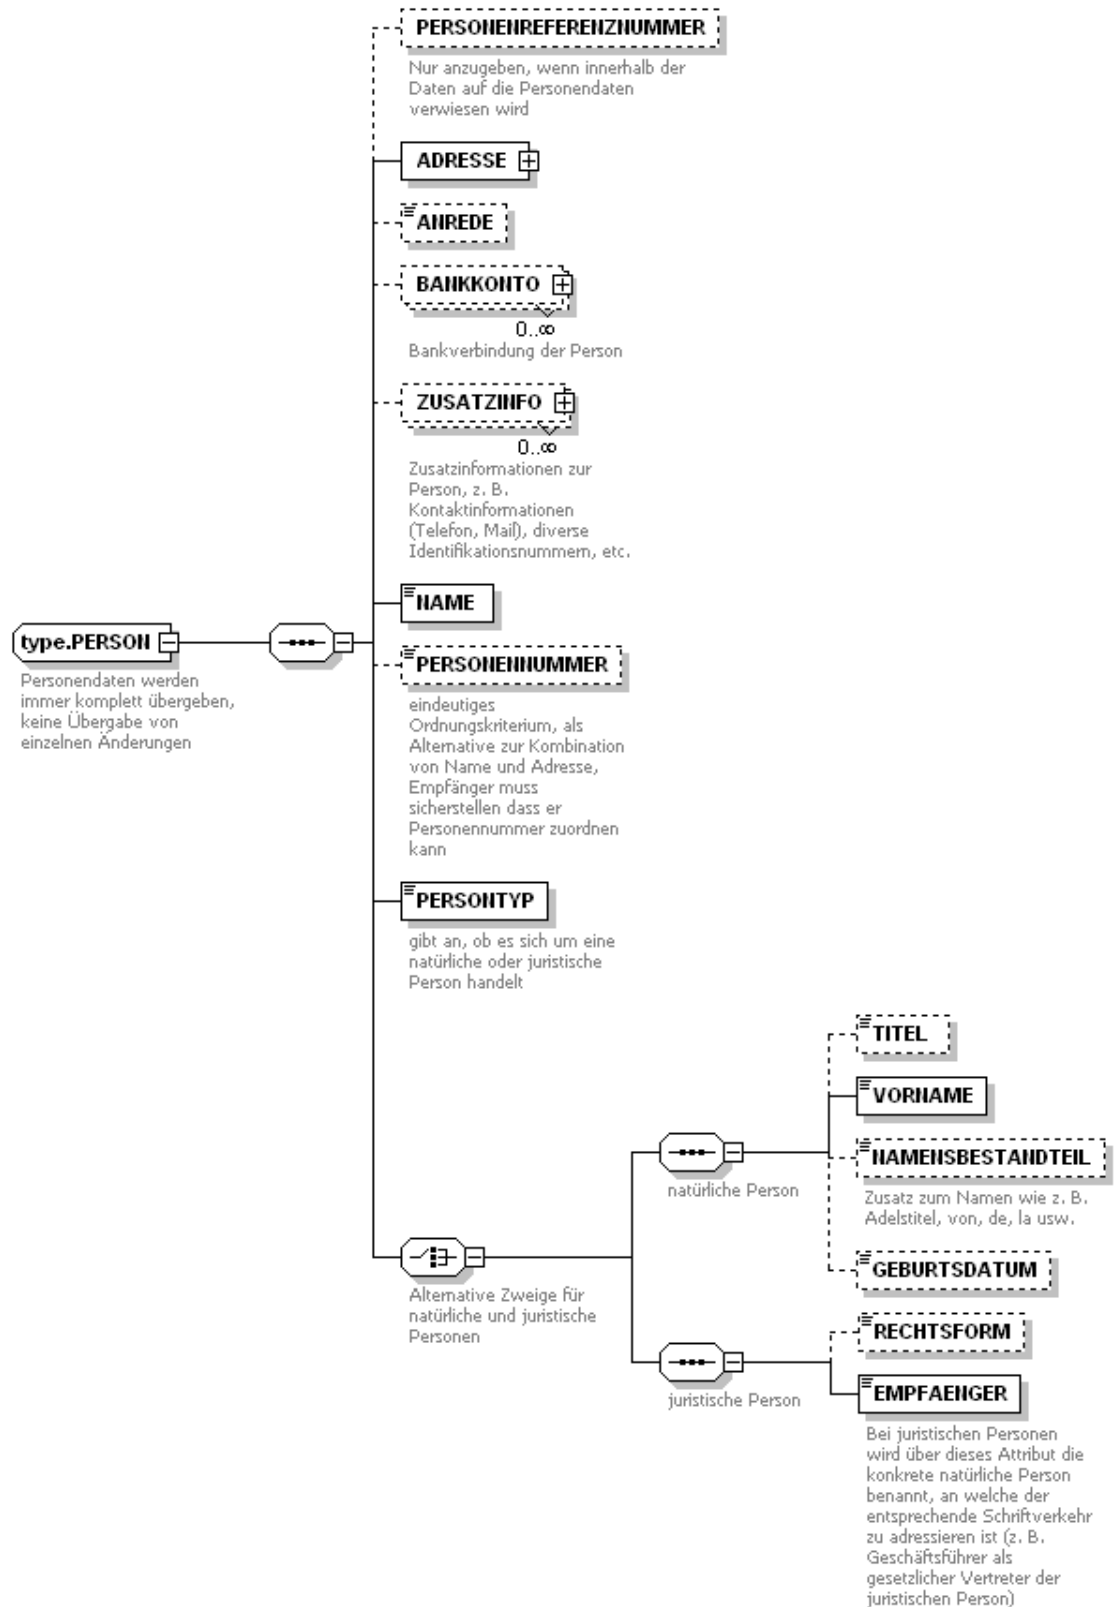 PERSONENREFERENZNUMMER
Nur anzugeben, wenn innerhalb der
Daten auf die Personendaten
verwiesen wird
ADRESSE
ANREDE
BANKKONTO
0..∞
Bankverbindung der Person
ZUSATZINFO
0..∞
Zusatzinformationen zur
Person, z. B.
Kontaktinformationen
(Telefon, Mail), diverse
Identifikationsnummern, etc.
NAME
type.PERSON
Personendaten werden
immer komplett übergeben,
keine Übergabe von
einzelnen Änderungen
PERSONENNUMMER
eindeutiges
Ordnungskriterium, als
Alternative zur Kombination
von Name und Adresse,
Empfänger muss
sicherstellen dass er
Personennummer zuordnen
kann
PERSONTYP
gibt an, ob es sich um eine
natürliche oder juristische
Person handelt
Alternative Zweige für
natürliche und juristische
Personen
natürliche Person
TITEL
VORNAME
NAMENSBESTANDTEIL
Zusatz zum Namen wie z. B.
Adelstitel, von, de, la usw.
GEBURTSDATUM
juristische Person
RECHTSFORM
EMPFAENGER
Bei juristischen Personen
wird über dieses Attribut die
konkrete natürliche Person
benannt, an welche der
entsprechende Schriftverkehr
zu adressieren ist (z. B.
Geschäftsführer als
gesetzlicher Vertreter der
juristischen Person)